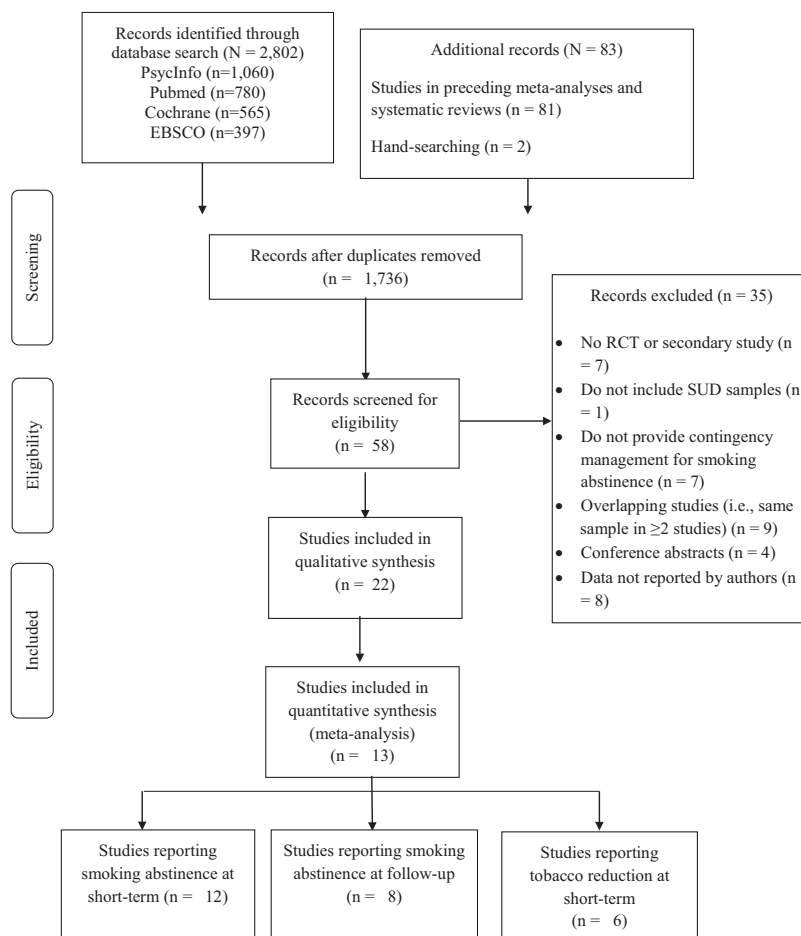 Records identified through
database search (N = 2,802)
PsycInfo (n=1,060)
Pubmed (n=780)
Cochrane (n=565)
EBSCO (n=397)
Additional records (N = 83)
Studies in preceding meta-analyses and
systematic reviews (n = 81)
Hand-searching (n = 2)
Screening
Records after duplicates removed
(n = 1,736)
Records excluded (n = 35)
• No RCT or secondary study (n
= 7)
• Do not include SUD samples (n
= 1)
• Do not provide contingency
management for smoking
abstinence (n = 7)
• Overlapping studies (i.e., same
sample in ≥2 studies) (n = 9)
• Conference abstracts (n = 4)
• Data not reported by authors (n
= 8)
Eligibility
Records screened for
eligibility
(n = 58)
Studies included in
qualitative synthesis
(n = 22)
Included
Studies included in
quantitative synthesis
(meta-analysis)
(n = 13)
Studies reporting
smoking abstinence at
short-term (n = 12)
Studies reporting smoking
abstinence at follow-up
(n = 8)
Studies reporting
tobacco reduction at
short-term
(n = 6)